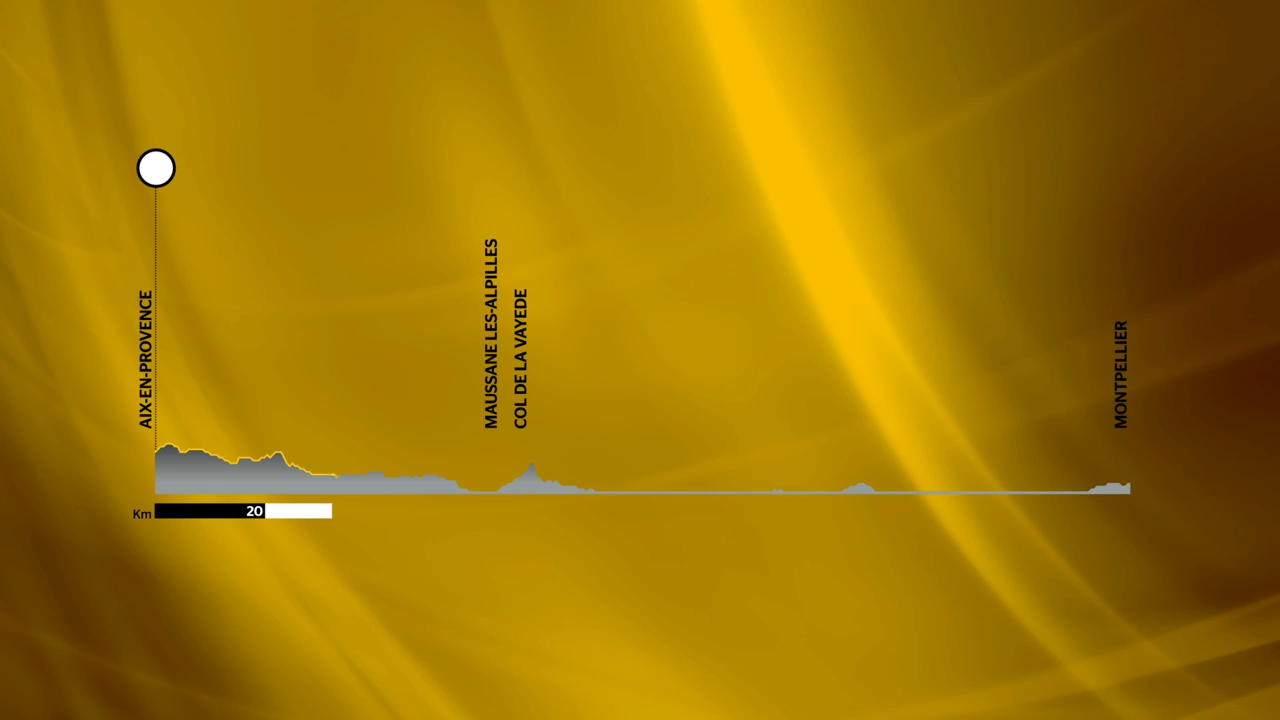 AIX-EN-PROVENCE
MAUSSANE LES-ALPILLES
COL DE LA VAYEDE
MONTPELLIER
Km
20